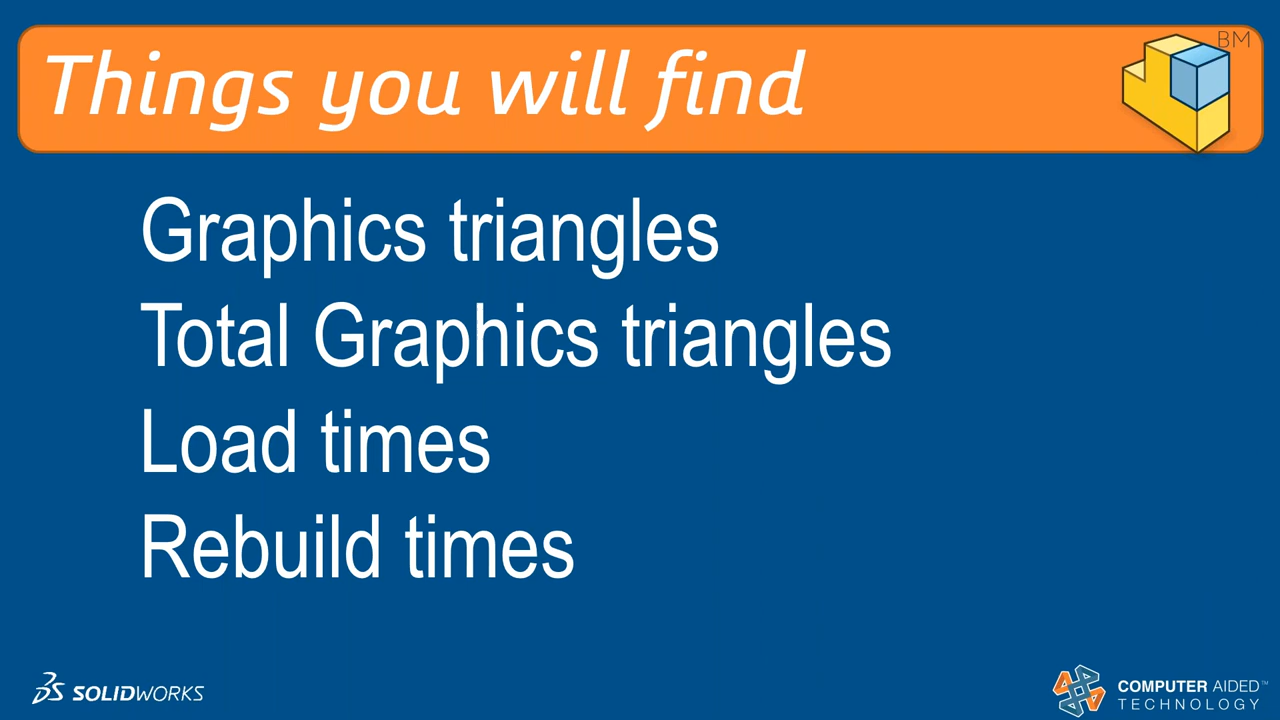 Things you will find
BM
Graphics triangles
Total Graphics triangles
Load times
Rebuild times
SOLIDWORKS
COMPUTER AIDED™
TECHNOLOGY